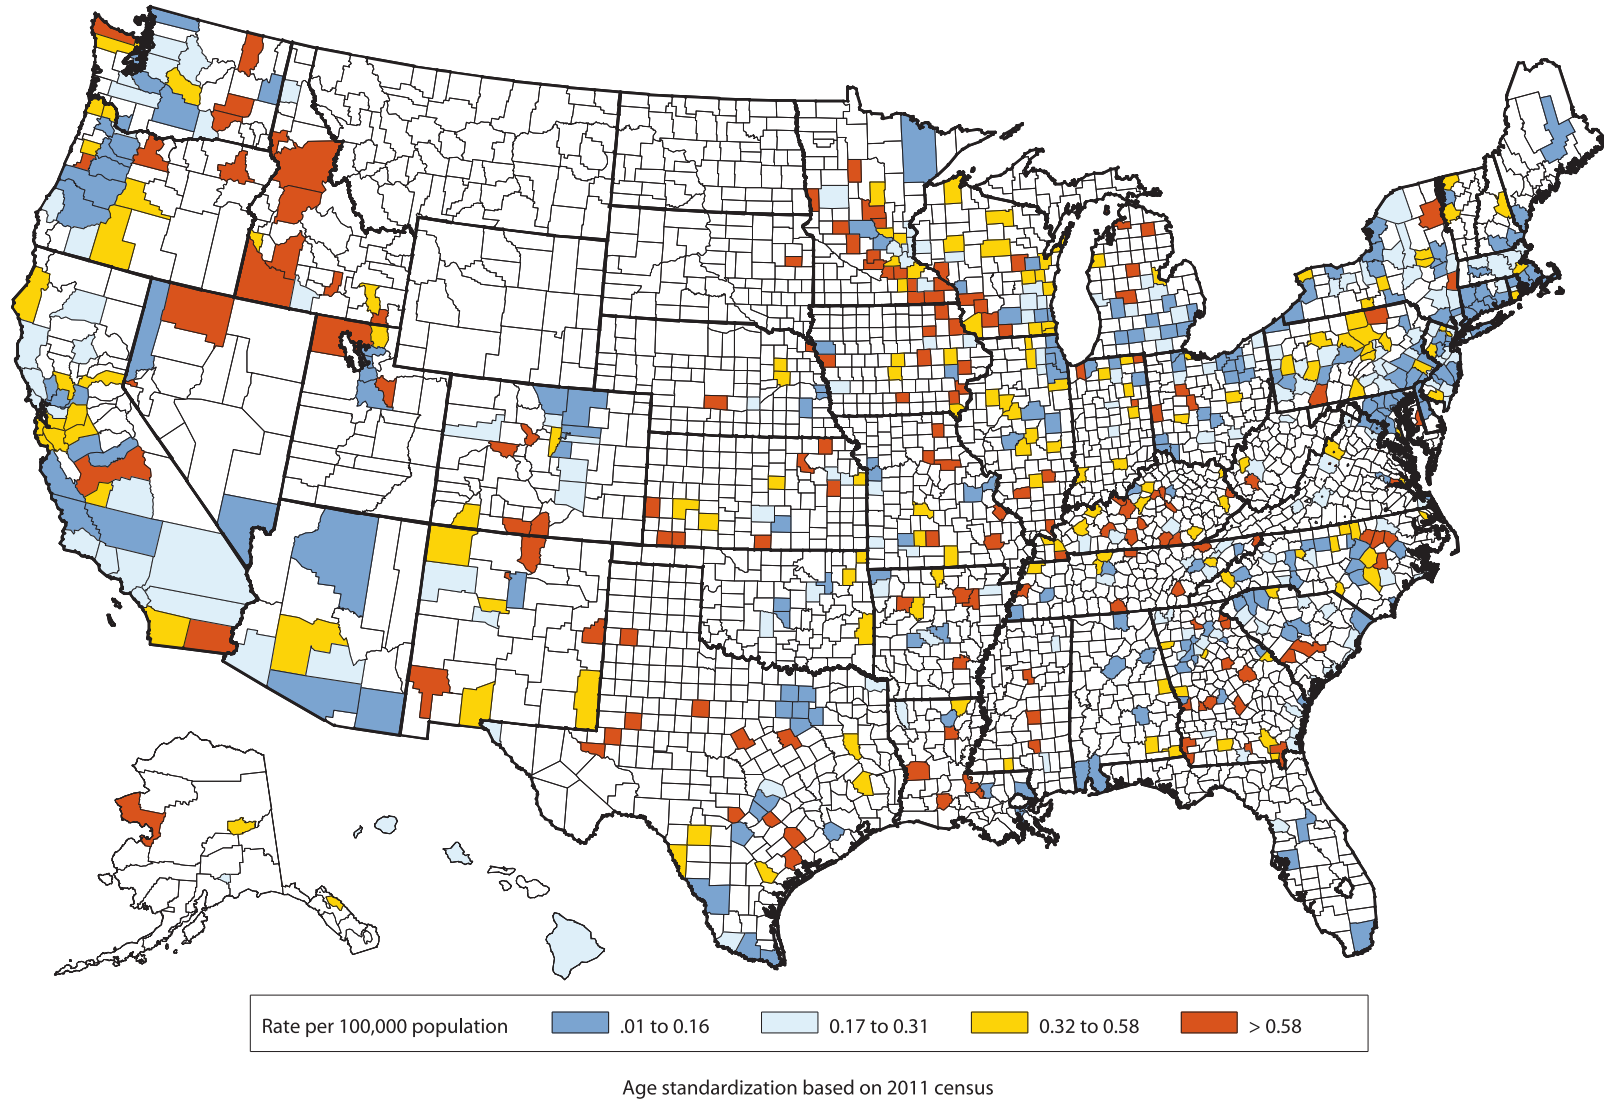 Rate per 100,000 population .01 to 0.16 0.17 to 0.31 0.32 to 0.58 > 0.58
Age standardization based on 2011 census